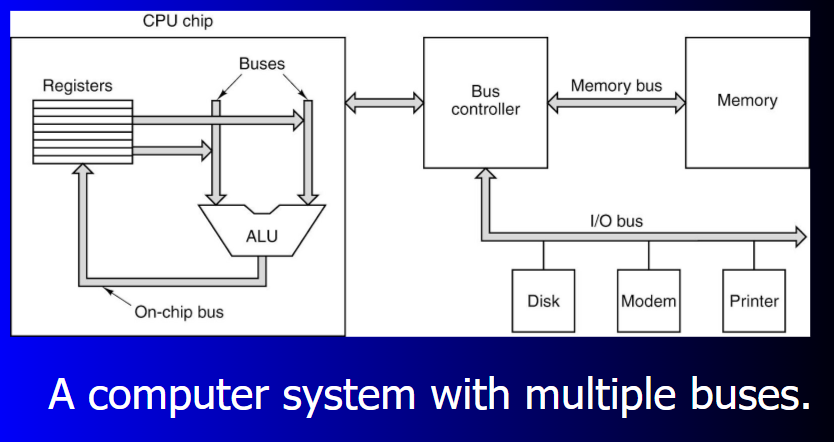 CPU chip
Buses
Registers
ALU
On-chip bus
Bus
controller
Memory bus
Memory
I/O bus
Disk
Modem
Printer
A computer system with multiple buses.